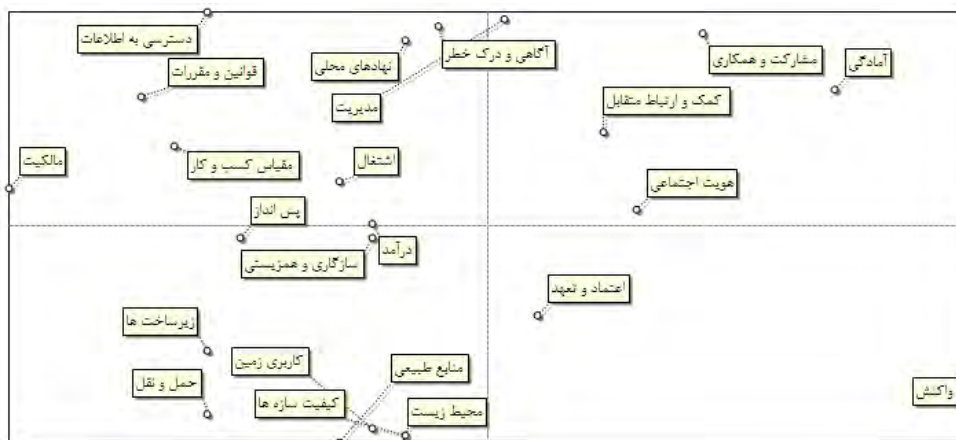 دسترسی به اطلاعات
نهادهای محلی
آگاهی و درک خطر
مشارکت و همکاری
آمادگی
قوانین و مقررات
مدیریت
کمک و ارتباط متقابل
مالکیت
مقیاس کسب و کار
اشتغال
هویت اجتماعی
پس انداز
درآمد
سازگاری و همزیستی
اعتماد و تعهد
زیرساخت ها
کاربری زمین
منابع طبیعی
حمل و نقل
کیفیت سازه ها
محیط زیست
واکنش